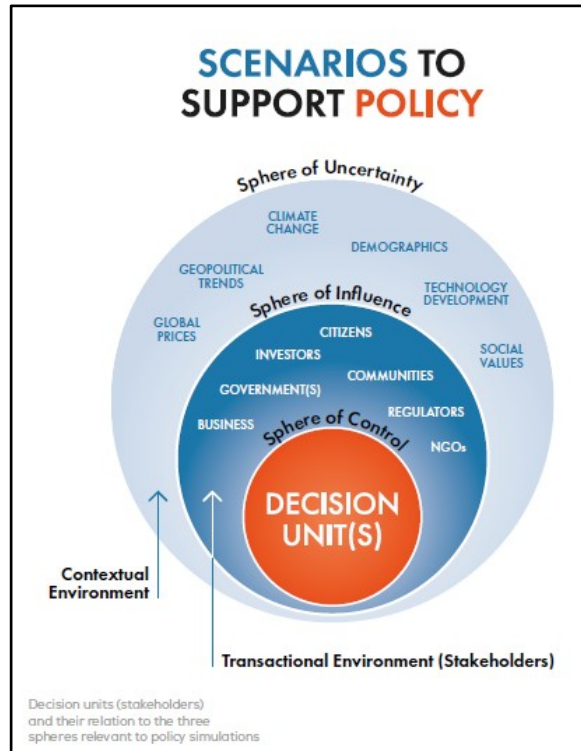 SCENARIOS TO
SUPPORT POLICY
Sphere of Uncertainty
CLIMATE
CHANGE
DEMOGRAPHICS
GEOPOLITICAL
TRENDS
TECHNOLOGY
DEVELOPMENT
GLOBAL
PRICES
SOCIAL
VALUES
Sphere of Influence
CITIZENS
INVESTORS
COMMUNITIES
GOVERNMENT(S)
REGULATORS
BUSINESS
NGOs
Sphere of Control
DECISION
UNIT(S)
Contextual
Environment
Transactional Environment (Stakeholders)
Decision units (stakeholders)
and their relation to the three
spheres relevant to policy simulations